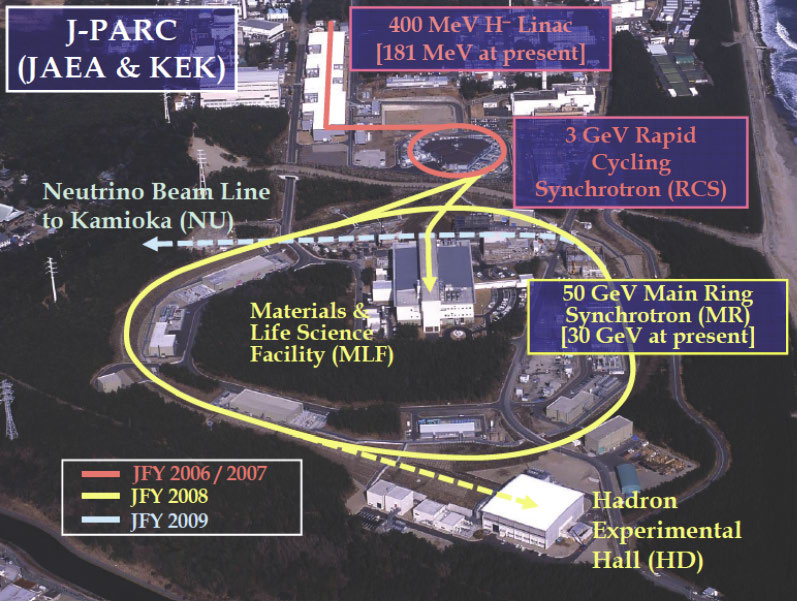 J-PARC
(JAEA & KEK)
400 MeV H⁻ Linac
[181 MeV at present]
3 GeV Rapid
Cycling
Synchrotron (RCS)
Neutrino Beam Line
to Kamioka (NU)
Materials &
Life Science
Facility (MLF)
50 GeV Main Ring
Synchrotron (MR)
[30 GeV at present]
JFY 2006 / 2007
JFY 2008
JFY 2009
Hadron
Experimental
Hall (HD)